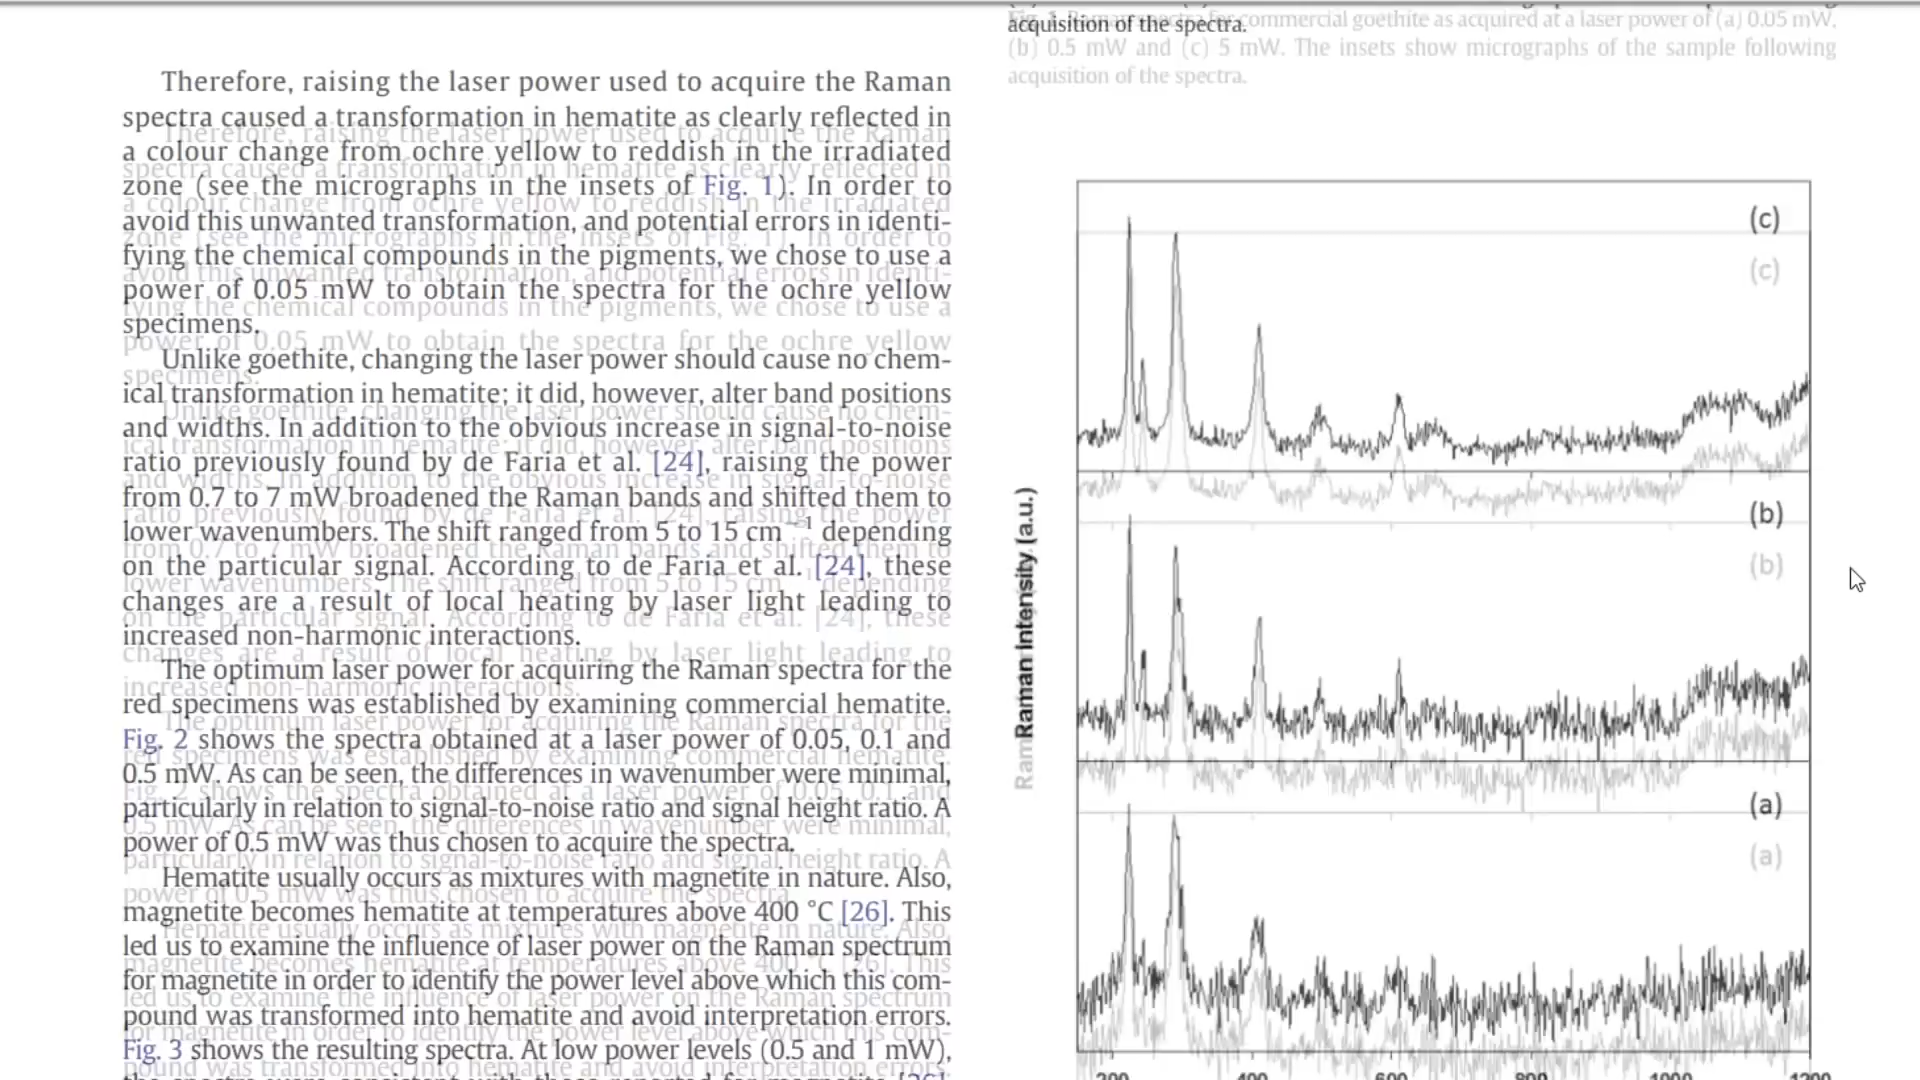 Therefore, raising the laser power used to acquire the Raman
spectra caused a transformation in hematite as clearly reflected in
a colour change from ochre yellow to reddish in the irradiated
zone (see the micrographs in the insets of Fig. 1). In order to
avoid this unwanted transformation, and potential errors in identi-
fying the chemical compounds in the pigments, we chose to use a
power of 0.05 mW to obtain the spectra for the ochre yellow
specimens.
Unlike goethite, changing the laser power should cause no chem-
ical transformation in hematite; it did, however, alter band positions
and widths. In addition to the obvious increase in signal-to-noise
ratio previously found by de Faria et al. [24], raising the power
from 0.7 to 7 mW broadened the Raman bands and shifted them to
lower wavenumbers. The shift ranged from 5 to 15 cm⁻¹ depending
on the particular signal. According to de Faria et al. [24], these
changes are a result of local heating by laser light leading to
increased non-harmonic interactions.
The optimum laser power for acquiring the Raman spectra for the
red specimens was established by examining commercial hematite.
Fig. 2 shows the spectra obtained at a laser power of 0.05, 0.1 and
0.5 mW. As can be seen, the differences in wavenumber were minimal,
particularly in relation to signal-to-noise ratio and signal height ratio. A
power of 0.5 mW was thus chosen to acquire the spectra.
Hematite usually occurs as mixtures with magnetite in nature. Also,
magnetite becomes hematite at temperatures above 400 °C [26]. This
led us to examine the influence of laser power on the Raman spectrum
for magnetite in order to identify the power level above which this com-
pound was transformed into hematite and avoid interpretation errors.
Fig. 3 shows the resulting spectra. At low power levels (0.5 and 1 mW),
acquisition of the spectra.
Fig. 1. Raman spectra for commercial goethite as acquired at a laser power of (a) 0.05 mW,
(b) 0.5 mW and (c) 5 mW. The insets show micrographs of the sample following
acquisition of the spectra.
(c)
(b)
(a)
Raman Intensity (a.u.)
200 400 600 800 1000 1200